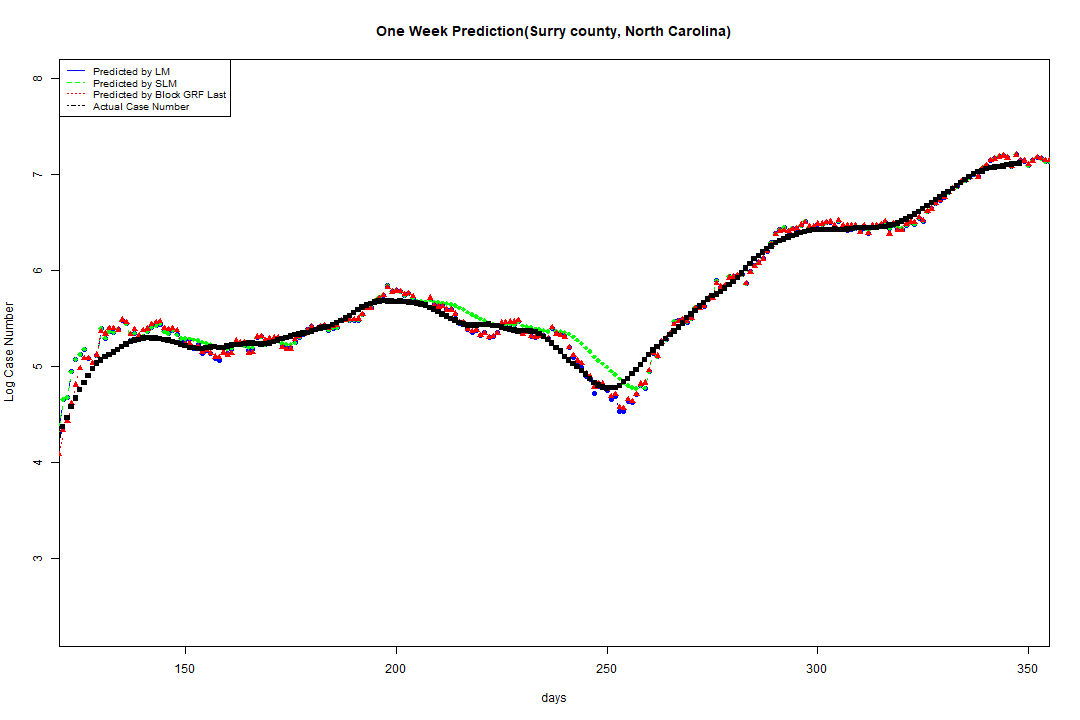 One Week Prediction(Surry county, North Carolina)
Predicted by LM
Predicted by SLM
Predicted by Block GRF Last
Actual Case Number
8
7
6
5
4
3
Log Case Number
150 200 250 300 350
days